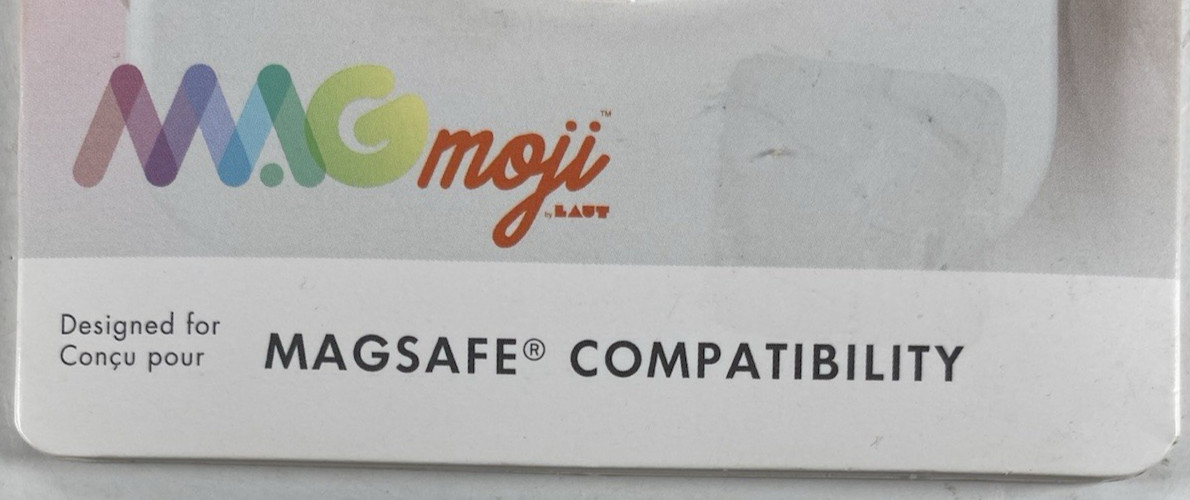 MAGmoji™
by LAUT
Designed for
Conçu pour
MAGSAFE® COMPATIBILITY